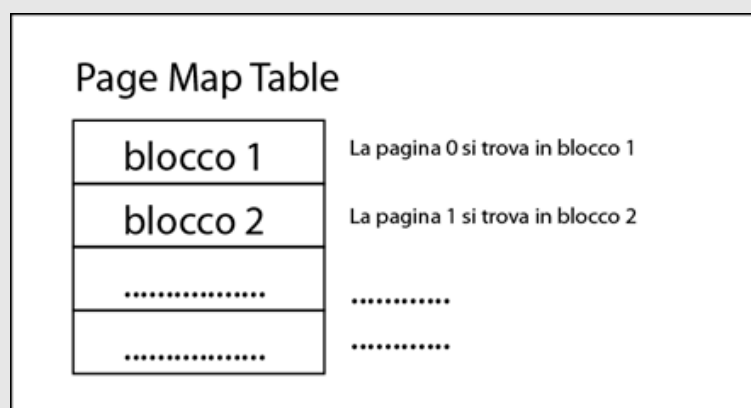 Page Map Table
blocco 1
La pagina 0 si trova in blocco 1
blocco 2
La pagina 1 si trova in blocco 2
.................
............
.................
............